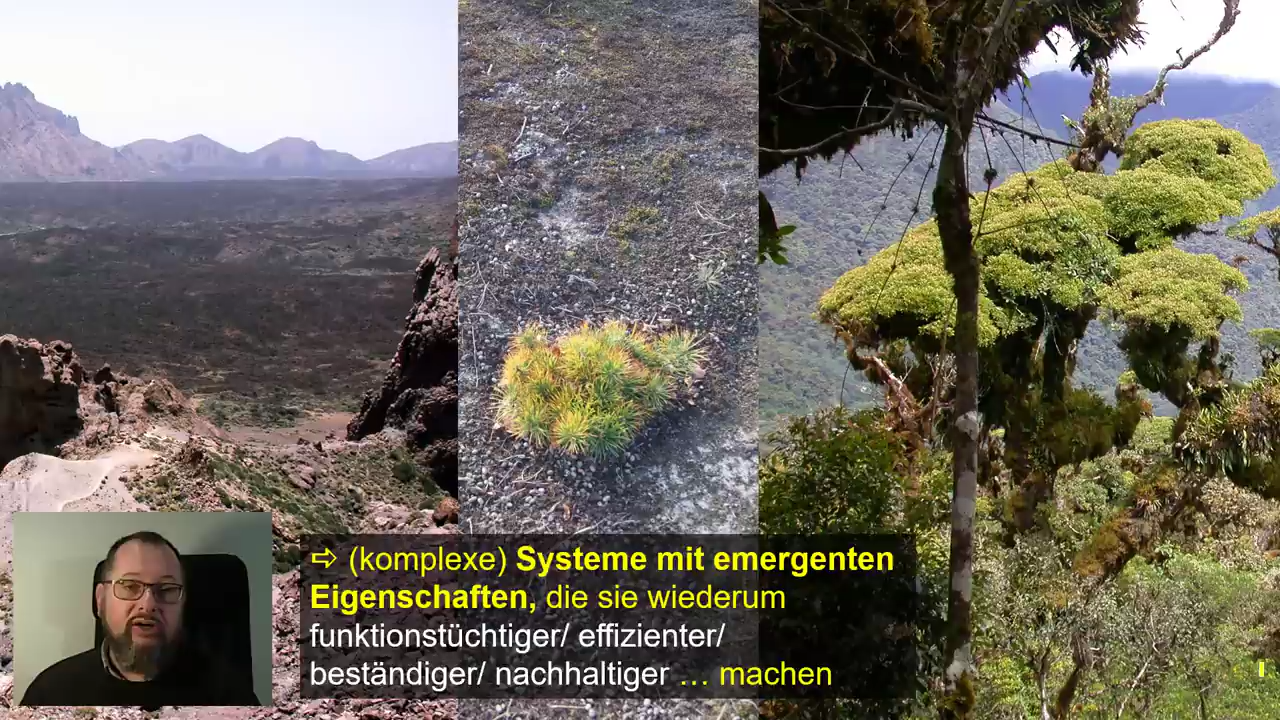 ⇨ (komplexe) Systeme mit emergenten
Eigenschaften, die sie wiederum
funktionstüchtiger/ effizienter/
beständiger/ nachhaltiger … machen